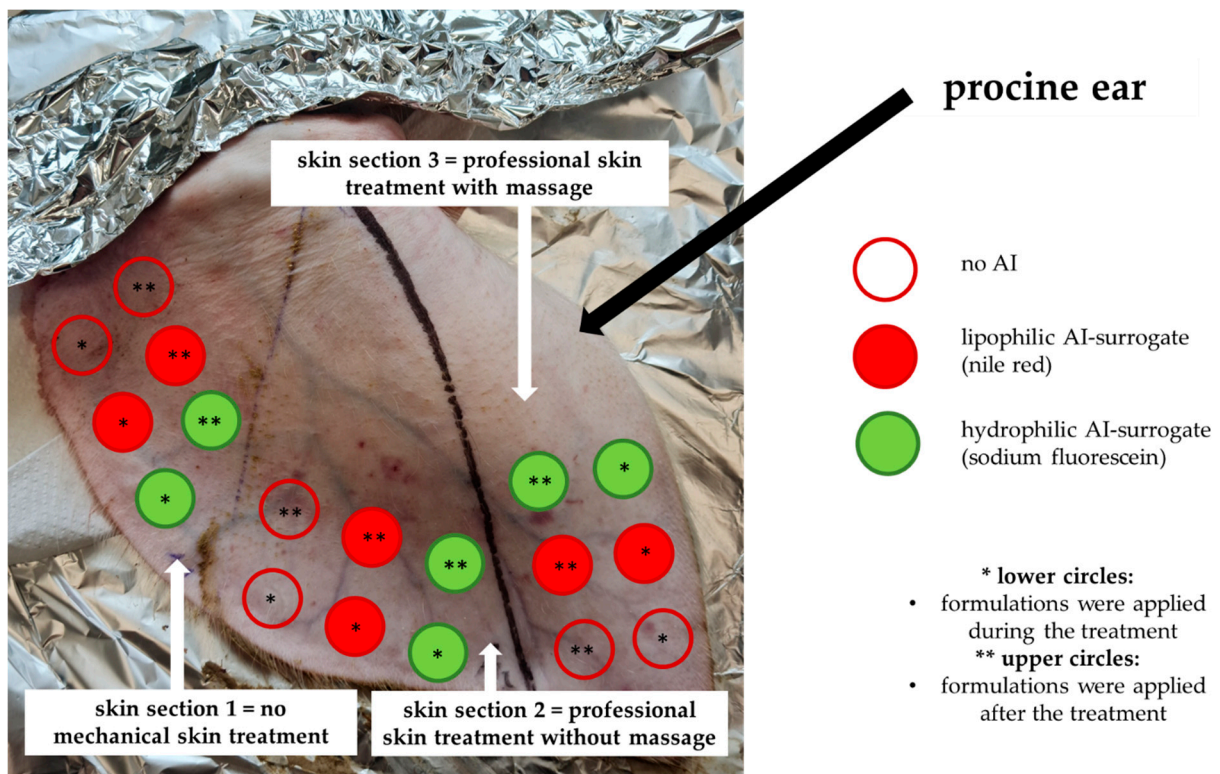 procine ear
skin section 3 = professional skin
treatment with massage
no AI
lipophilic AI-surrogate
(nile red)
hydrophilic AI-surrogate
(sodium fluorescein)
**
*
**
*
**
*
**
*
**
*
**
*
**
*
**
*
**
*
* lower circles:
• formulations were applied
during the treatment
** upper circles:
• formulations were applied
after the treatment
skin section 1 = no
mechanical skin treatment
skin section 2 = professional
skin treatment without massage